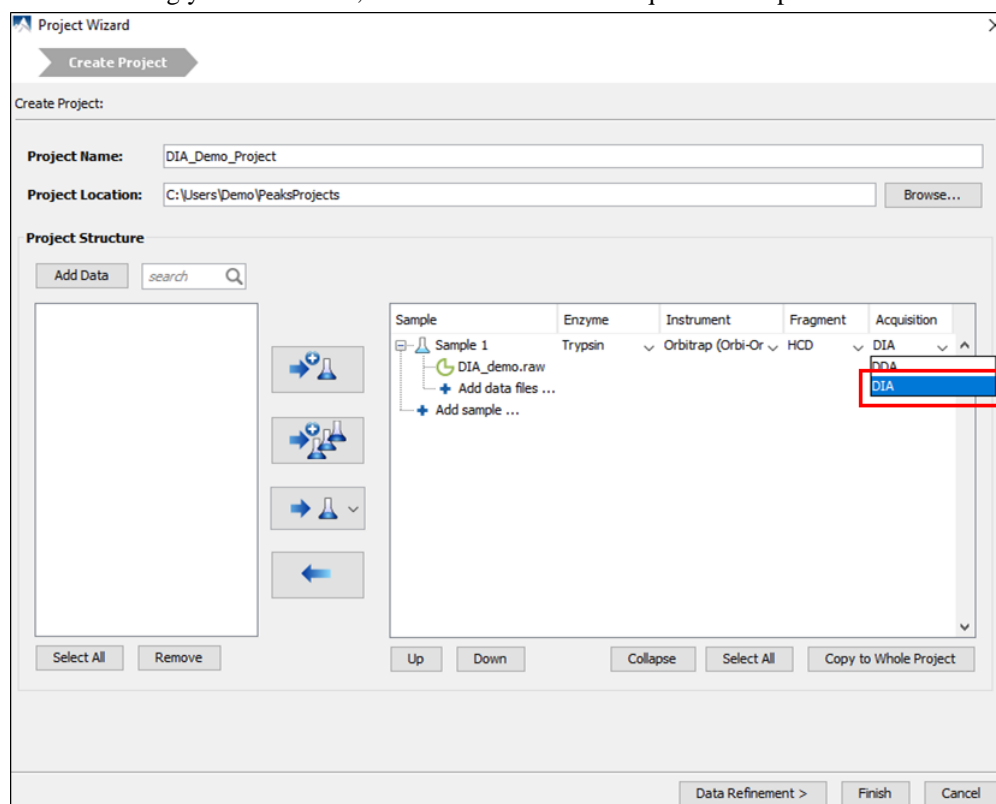 Project Wizard
Create Project
Create Project:
Project Name: DIA_Demo_Project
Project Location: C:\Users\Demo\PeaksProjects Browse...
Project Structure
Add Data search
Sample Enzyme Instrument Fragment Acquisition
Sample 1 Trypsin Orbitrap (Orbi-Or HCD DIA
DIA_demo.raw DDA
Add data files ... DIA
Add sample ...
Select All Remove Up Down Collapse Select All Copy to Whole Project
Data Refinement > Finish Cancel